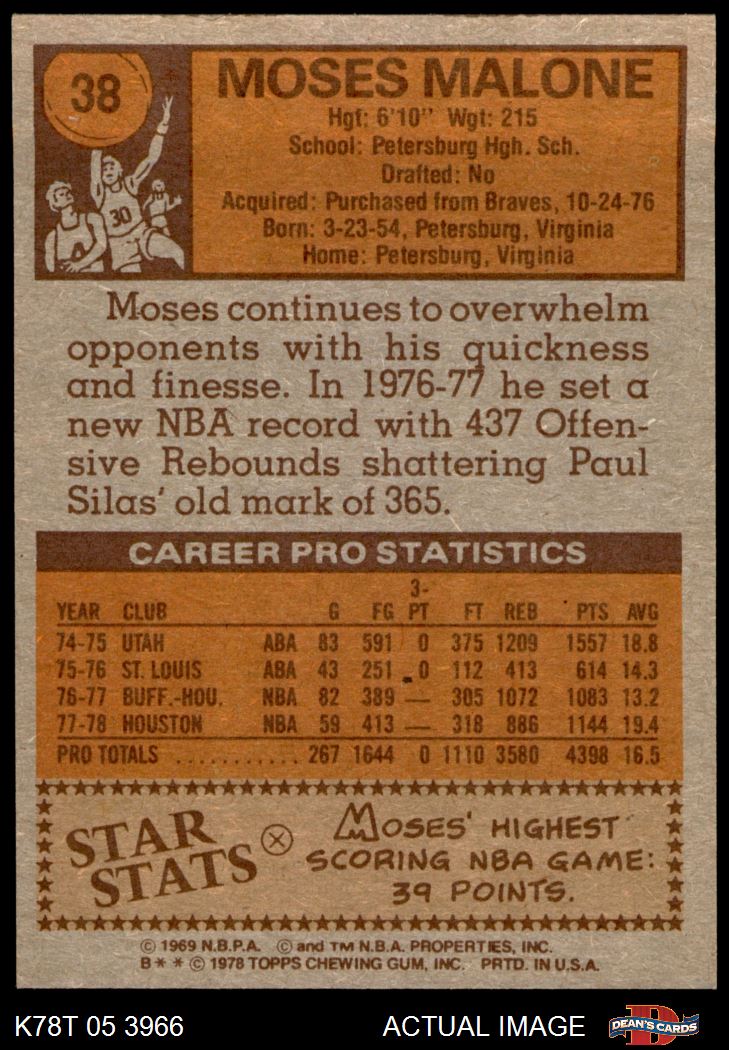 38
MOSES MALONE
Hgt: 6'10" Wgt: 215
School: Petersburg Hgh. Sch.
Drafted: No
Acquired: Purchased from Braves, 10-24-76
Born: 3-23-54, Petersburg, Virginia
Home: Petersburg, Virginia
30
Moses continues to overwhelm
opponents with his quickness
and finesse. In 1976-77 he set a
new NBA record with 437 Offen-
sive Rebounds shattering Paul
Silas' old mark of 365.
CAREER PRO STATISTICS
YEAR CLUB G FG 3-PT FT REB PTS AVG
74-75 UTAH ABA 83 591 0 375 1209 1557 18.8
75-76 ST. LOUIS ABA 43 251 0 112 413 614 14.3
76-77 BUFF.-HOU. NBA 82 389 — 305 1072 1083 13.2
77-78 HOUSTON NBA 59 413 — 318 886 1144 19.4
PRO TOTALS ........... 267 1644 0 1110 3580 4398 16.5
STAR STATS
MOSES' HIGHEST
SCORING NBA GAME:
39 POINTS.
© 1969 N.B.P.A. © and TM N.B.A. PROPERTIES, INC.
B** © 1978 TOPPS CHEWING GUM, INC. PRTD. IN U.S.A.
K78T 05 3966 ACTUAL IMAGE D DEAN'S CARDS